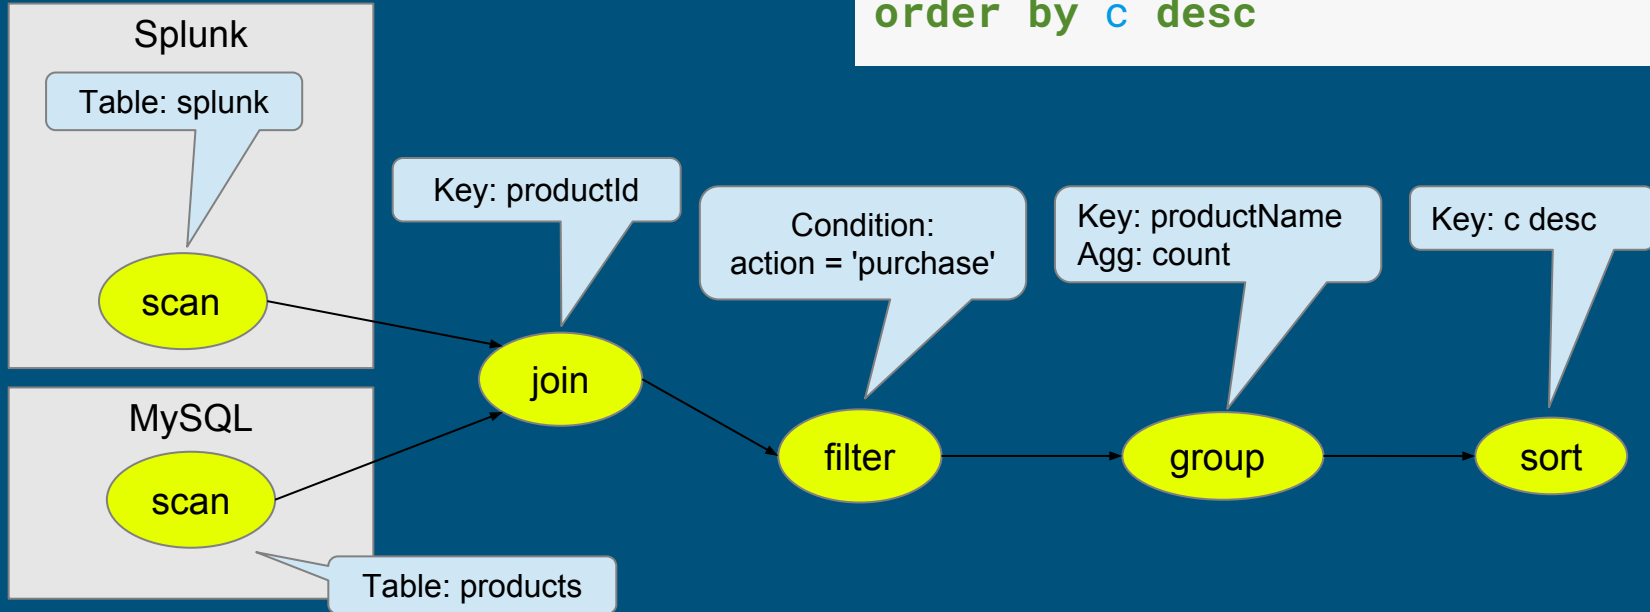 order by c desc
Splunk
Table: splunk
scan
Key: productId
Condition:
action = 'purchase'
Key: productName
Agg: count
Key: c desc
join
MySQL
scan
filter
group
sort
Table: products